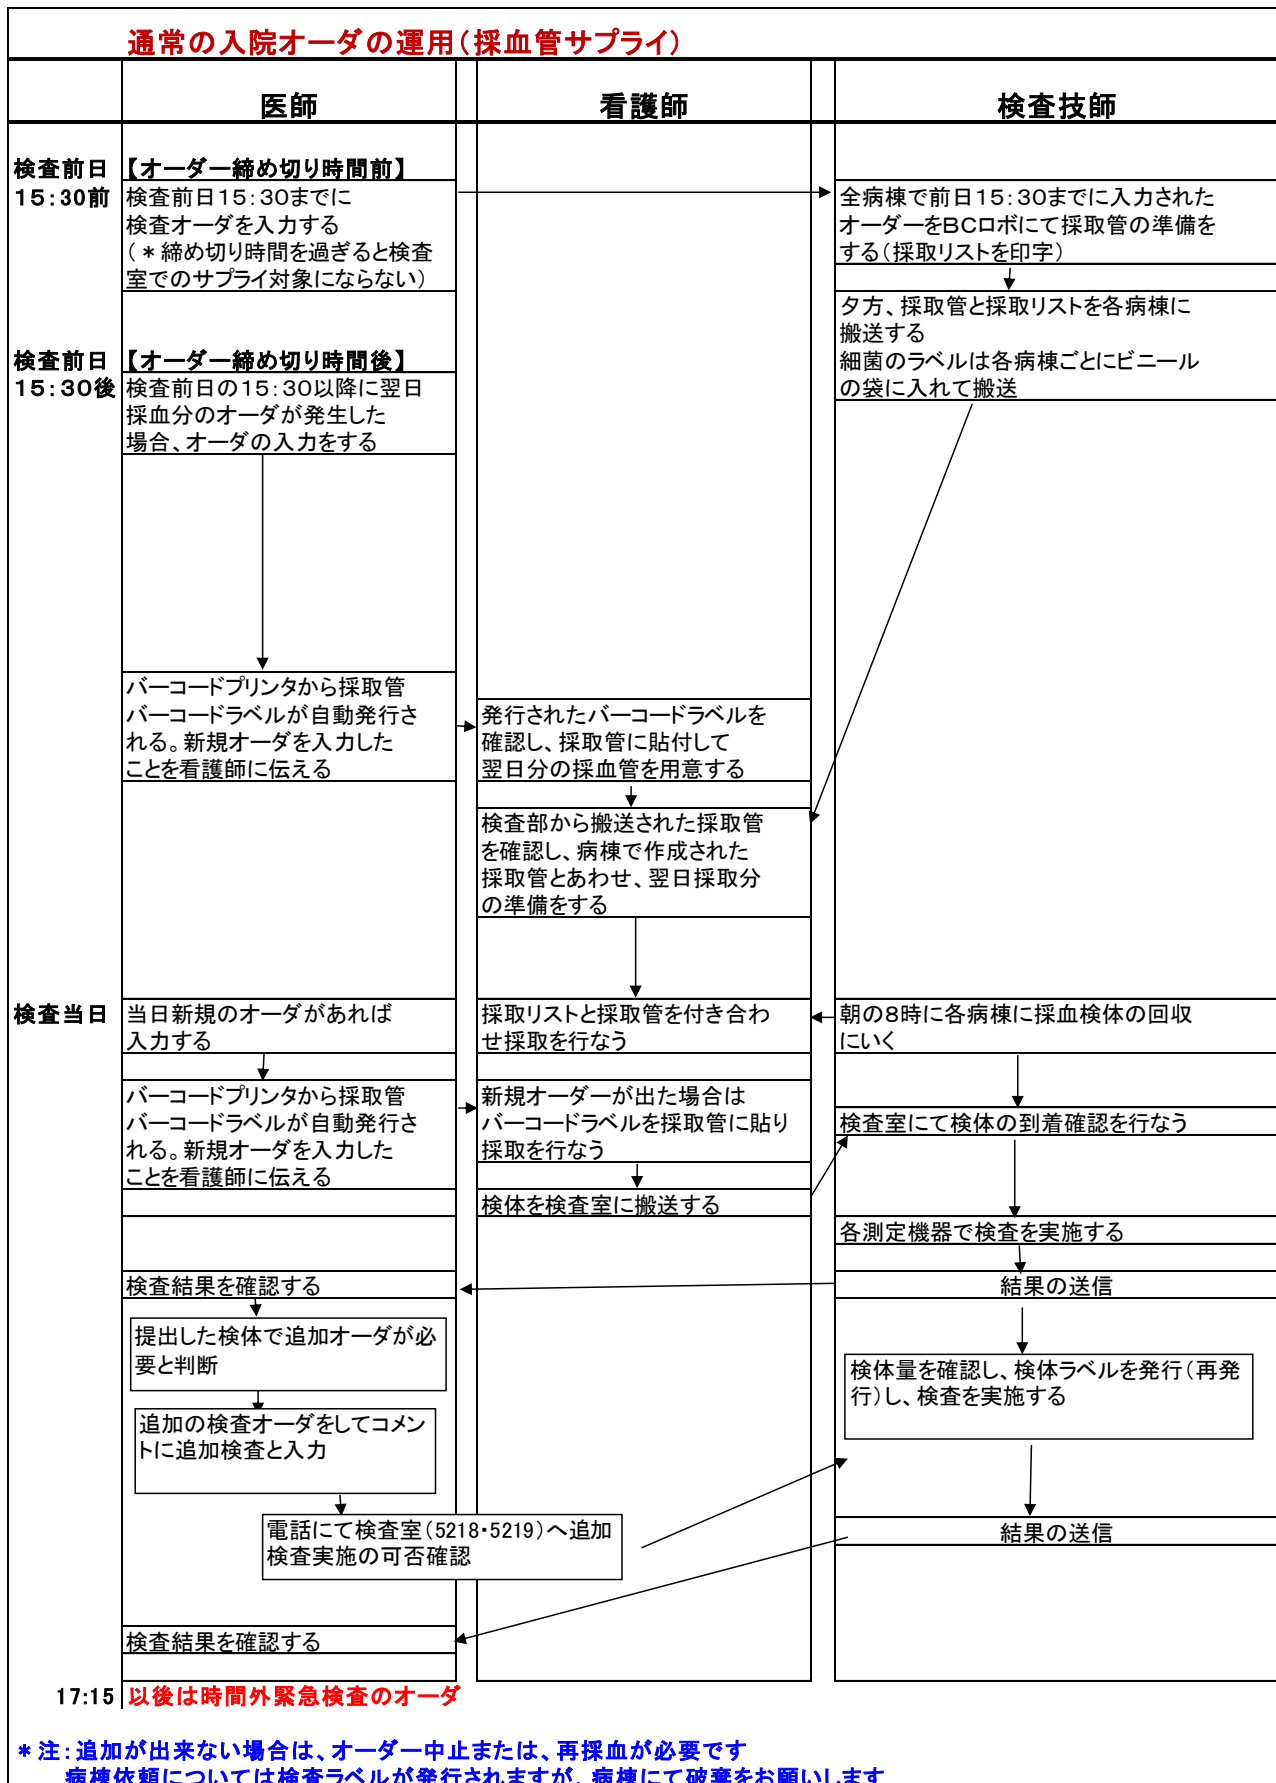 通常の入院オーダの運用（採血管サプライ）
医師
看護師
検査技師
検査前日
【オーダー締め切り時間前】
15：30前
検査前日15：30までに
検査オーダを入力する
（＊締め切り時間を過ぎると検査
室でのサプライ対象にならない）
全病棟で前日15：30までに入力された
オーダーをBCロボにて採取管の準備を
する（採取リストを印字）
夕方、採取管と採取リストを各病棟に
搬送する
細菌のラベルは各病棟ごとにビニール
の袋に入れて搬送
検査前日
【オーダー締め切り時間後】
15：30後
検査前日の15：30以降に翌日
採血分のオーダが発生した
場合、オーダの入力をする
バーコードプリンタから採取管
バーコードラベルが自動発行さ
れる。新規オーダを入力した
ことを看護師に伝える
発行されたバーコードラベルを
確認し、採取管に貼付して
翌日分の採血管を用意する
検査部から搬送された採取管
を確認し、病棟で作成された
採取管とあわせ、翌日採取分
の準備をする
検査当日
当日新規のオーダがあれば
入力する
採取リストと採取管を付き合わ
せ採取を行なう
朝の8時に各病棟に採血検体の回収
にいく
バーコードプリンタから採取管
バーコードラベルが自動発行さ
れる。新規オーダを入力した
ことを看護師に伝える
新規オーダーが出た場合は
バーコードラベルを採取管に貼り
採取を行なう
検体を検査室に搬送する
検査室にて検体の到着確認を行なう
各測定機器で検査を実施する
検査結果を確認する
結果の送信
提出した検体で追加オーダが必
要と判断
検体量を確認し、検体ラベルを発行（再発
行）し、検査を実施する
追加の検査オーダをしてコメン
トに追加検査と入力
電話にて検査室（5218・5219）へ追加
検査実施の可否確認
結果の送信
検査結果を確認する
17:15
以後は時間外緊急検査のオーダ
＊注：追加が出来ない場合は、オーダー中止または、再採血が必要です
病棟依頼については検査ラベルが発行されますが、病棟にて破棄をお願いします